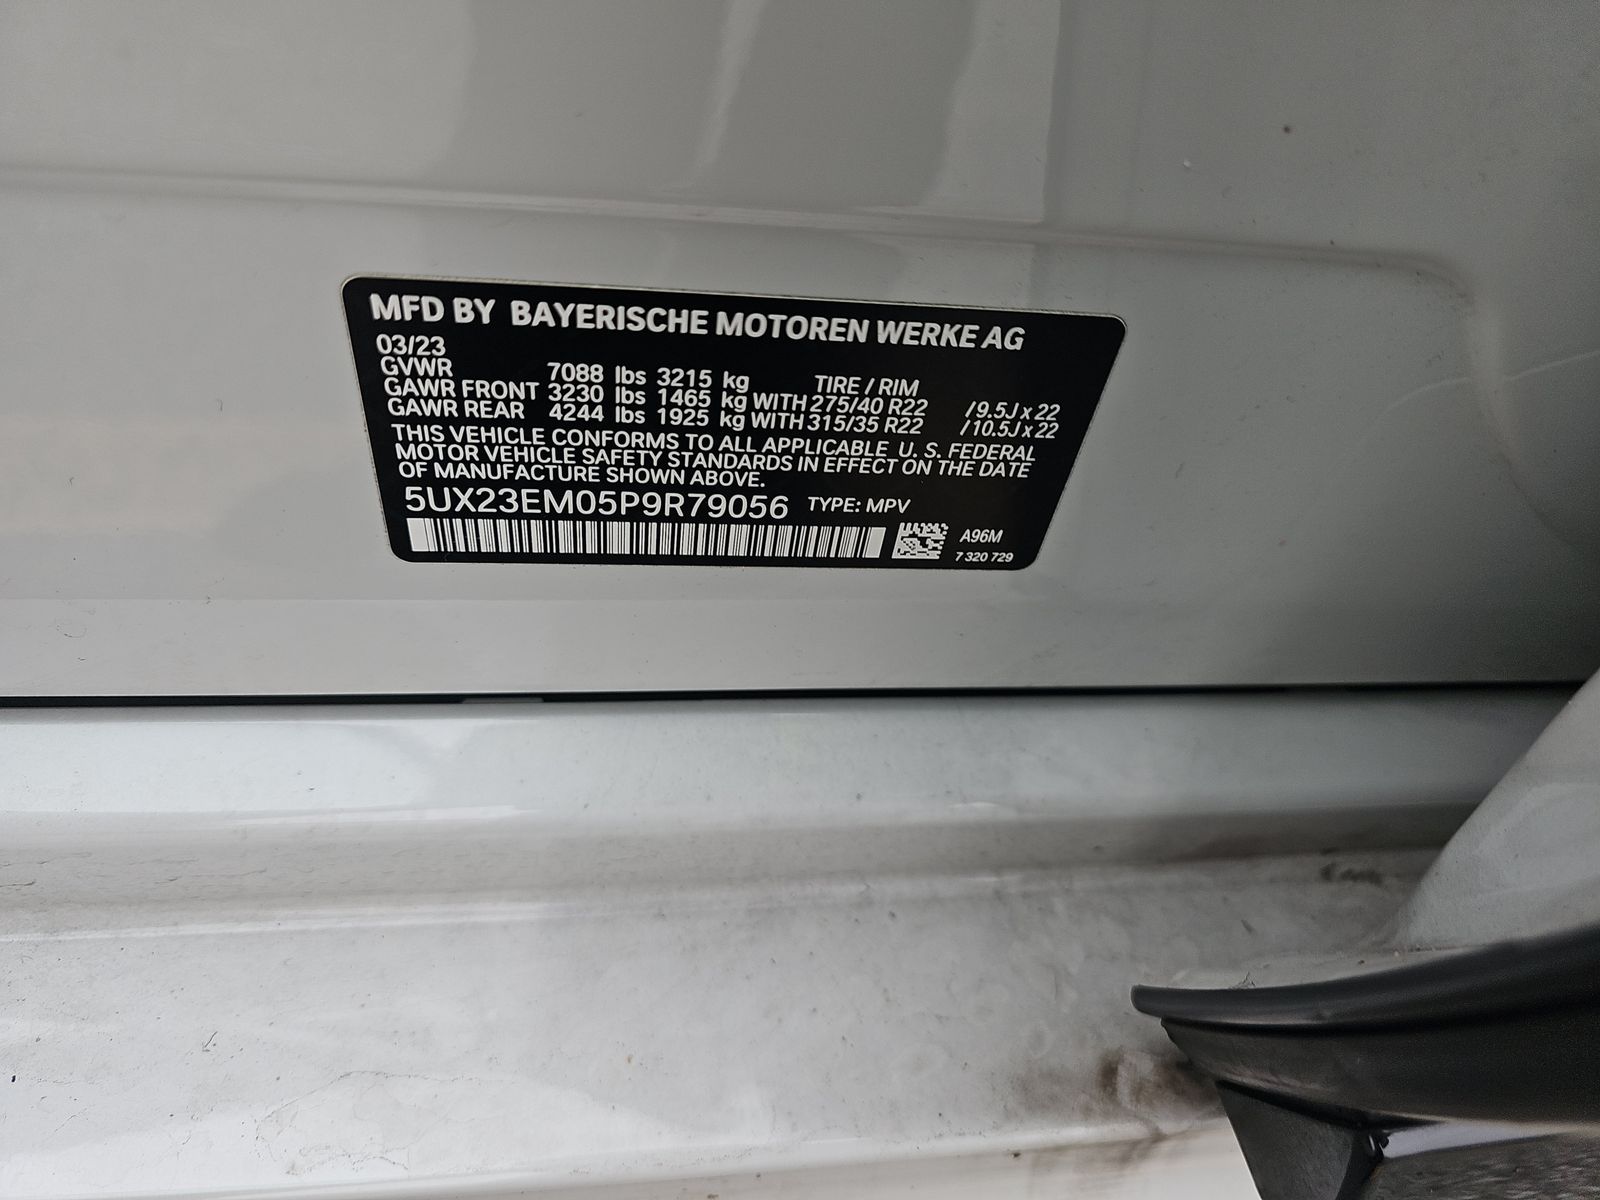 MFD BY BAYERISCHE MOTOREN WERKE AG
03/23
GVWR 7088 lbs 3215 kg TIRE / RIM
GAWR FRONT 3230 lbs 1465 kg WITH 275/40 R22 / 9.5J x 22
GAWR REAR 4244 lbs 1925 kg WITH 315/35 R22 / 10.5J x 22
THIS VEHICLE CONFORMS TO ALL APPLICABLE U. S. FEDERAL
MOTOR VEHICLE SAFETY STANDARDS IN EFFECT ON THE DATE
OF MANUFACTURE SHOWN ABOVE.
5UX23EM05P9R79056 TYPE: MPV
A96M
7 320 729